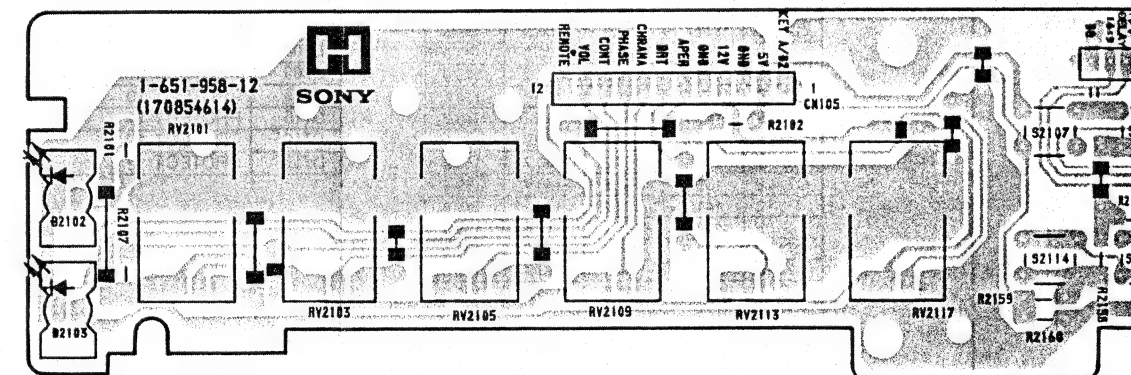 REMOTE
VOL
CONT
PHASE
CHROMA
BRT
APER
GND
12V
GND
5V
KEY A/D2
12
1
CN105
1-651-958-12
(170854614)
SONY
RV2101
R2101
R2102
S2107
D2102
R2107
S2114
D2103
RV2103
RV2105
RV2109
RV2113
RV2117
R2159
R2158
R2160